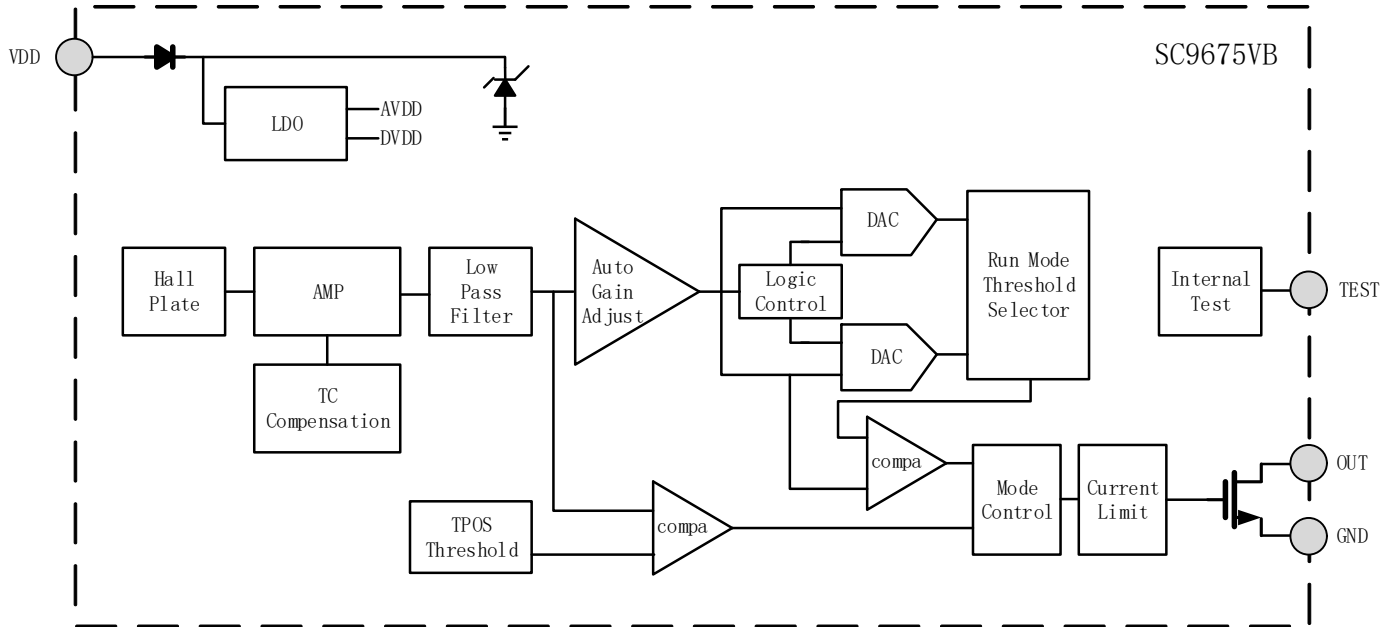 VDD
SC9675VB
AVDD
LDO
DVDD
DAC
Hall
Plate
AMP
Low
Pass
Filter
Auto
Gain
Adjust
Logic
Control
Run Mode
Threshold
Selector
Internal
Test
TEST
DAC
TC
Compensation
compa
OUT
Mode
Control
Current
Limit
TPOS
Threshold
compa
GND